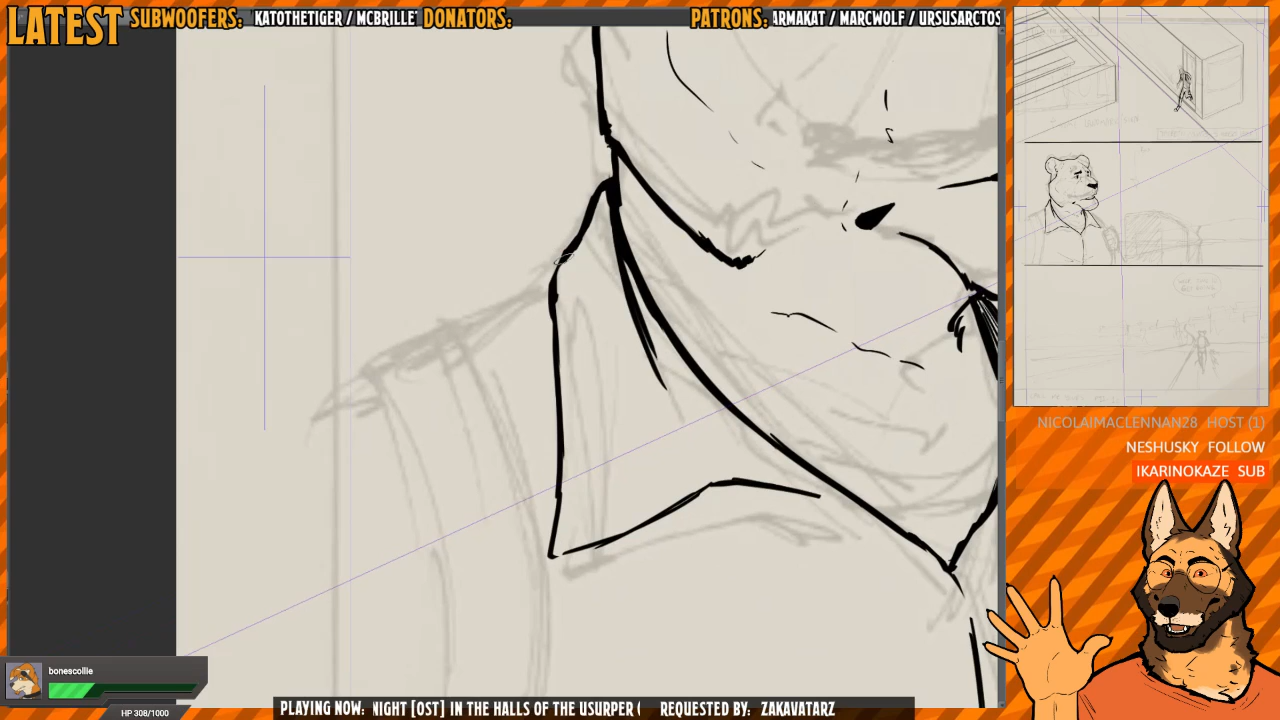 LATEST SUBWOOFERS: KATOTHETIGER / MCBRILLE DONATORS: PATRONS: ARMAKAT / MARCWOLF / URSUSARCTOS
NICOLAIMACLENNAN28 HOST (1)
NESHUSKY FOLLOW
IKARINOKAZE SUB
bonescollie
HP 308/1000
PLAYING NOW: NIGHT [OST] IN THE HALLS OF THE USURPER ( REQUESTED BY: ZAKAVATARZ